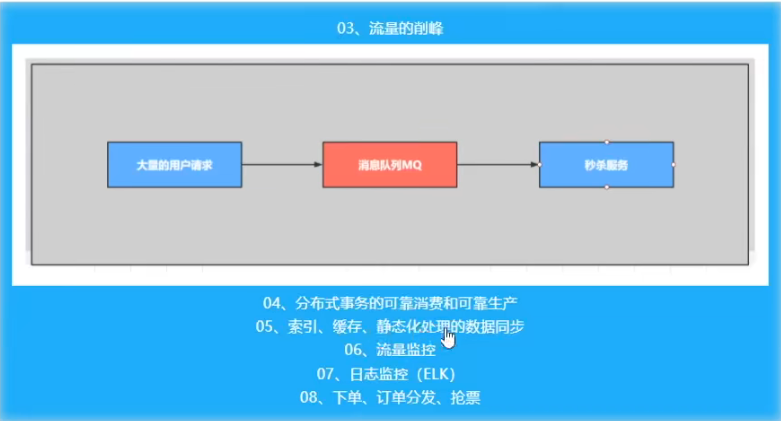 03、流量的削峰
大量的用户请求
消息队列MQ
秒杀服务
04、分布式事务的可靠消费和可靠生产
05、索引、缓存、静态化处理的数据同步
06、流量监控
07、日志监控（ELK）
08、下单、订单分发、抢票